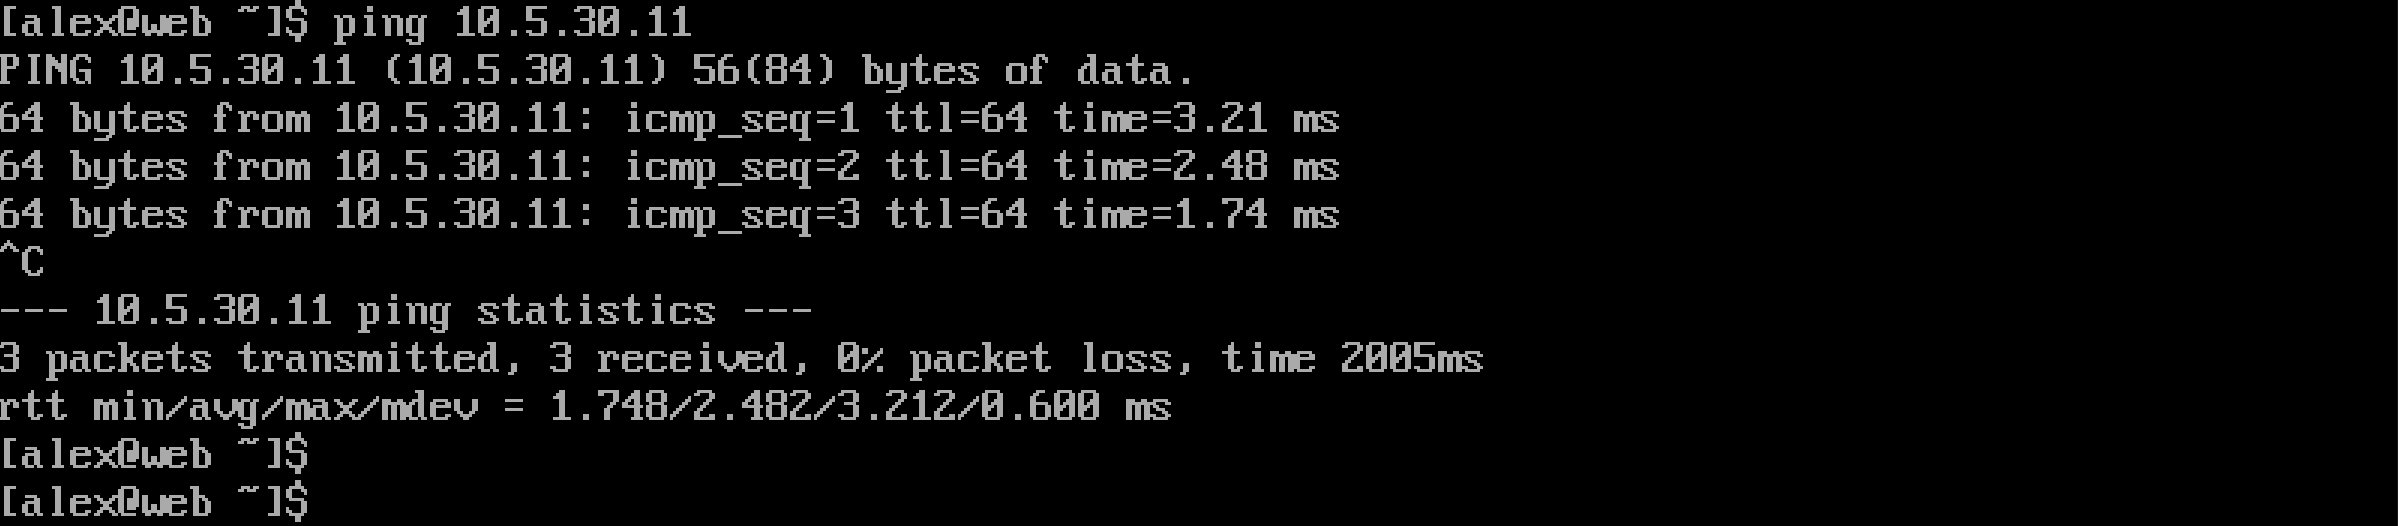 [alex@web ~]$ ping 10.5.30.11
PING 10.5.30.11 (10.5.30.11) 56(84) bytes of data.
64 bytes from 10.5.30.11: icmp_seq=1 ttl=64 time=3.21 ms
64 bytes from 10.5.30.11: icmp_seq=2 ttl=64 time=2.48 ms
64 bytes from 10.5.30.11: icmp_seq=3 ttl=64 time=1.74 ms
^C
--- 10.5.30.11 ping statistics ---
3 packets transmitted, 3 received, 0% packet loss, time 2005ms
rtt min/avg/max/mdev = 1.748/2.482/3.212/0.600 ms
[alex@web ~]$
[alex@web ~]$